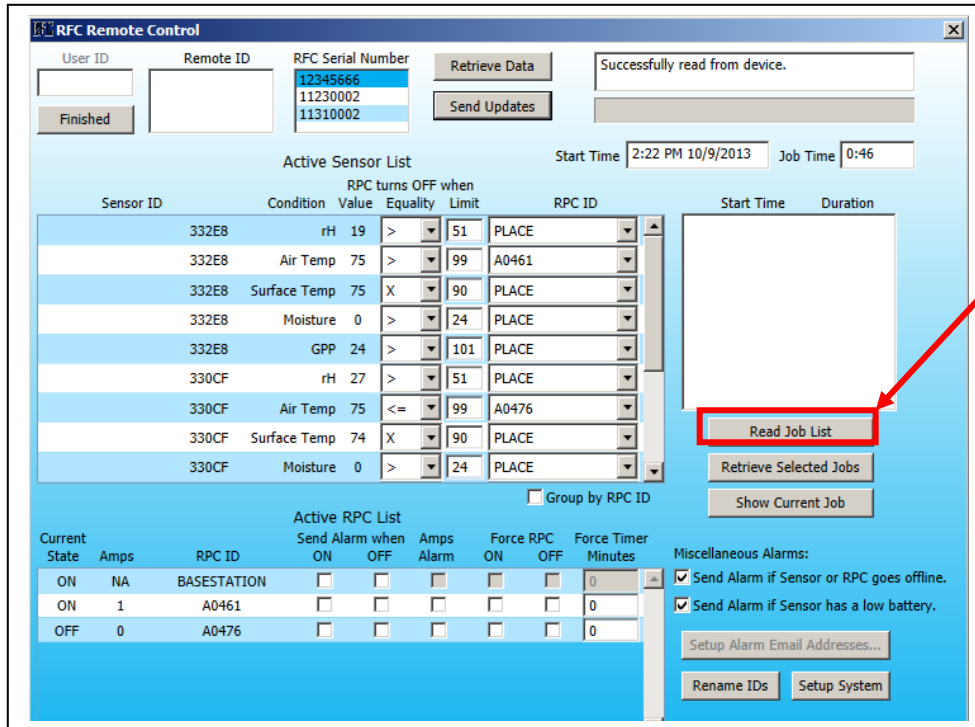 RFC Remote Control
User ID Remote ID RFC Serial Number Retrieve Data Successfully read from device.
12345666
11230002
Finished 11310002 Send Updates
Start Time 2:22 PM 10/9/2013 Job Time 0:46
Active Sensor List
RPC turns OFF when
Sensor ID Condition Value Equality Limit RPC ID Start Time Duration
332E8 rH 19 > 51 PLACE
332E8 Air Temp 75 > 99 A0461
332E8 Surface Temp 75 X 90 PLACE
332E8 Moisture 0 > 24 PLACE
332E8 GPP 24 > 101 PLACE
330CF rH 27 > 51 PLACE
330CF Air Temp 75 <= 99 A0476
330CF Surface Temp 74 X 90 PLACE
330CF Moisture 0 > 24 PLACE
Read Job List
Retrieve Selected Jobs
Show Current Job
Group by RPC ID
Active RPC List
Current Send Alarm when Amps Force RPC Force Timer
State Amps RPC ID ON OFF Alarm ON OFF Minutes
ON NA BASESTATION 0
ON 1 A0461 0
OFF 0 A0476 0
Miscellaneous Alarms:
Send Alarm if Sensor or RPC goes offline.
Send Alarm if Sensor has a low battery.
Setup Alarm Email Addresses...
Rename IDs Setup System